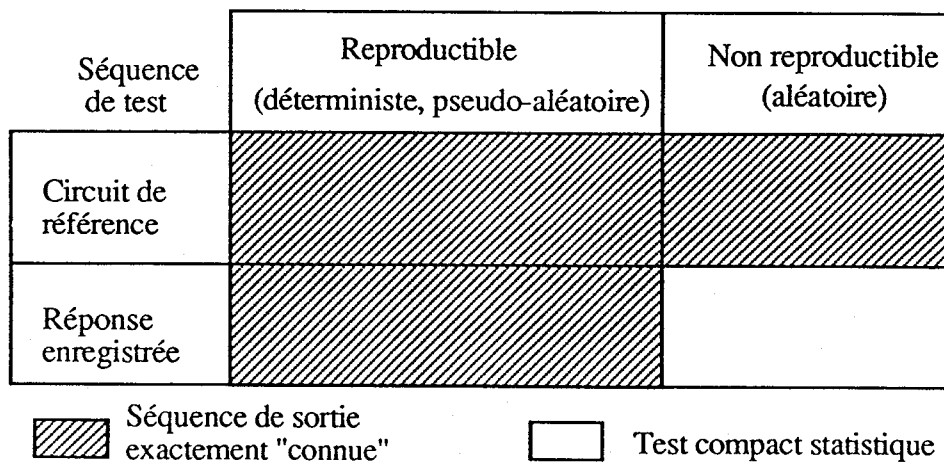 Séquence
de test
Reproductible
(déterministe, pseudo-aléatoire)
Non reproductible
(aléatoire)
Circuit de
référence
Réponse
enregistrée
Séquence de sortie
exactement "connue"
Test compact statistique